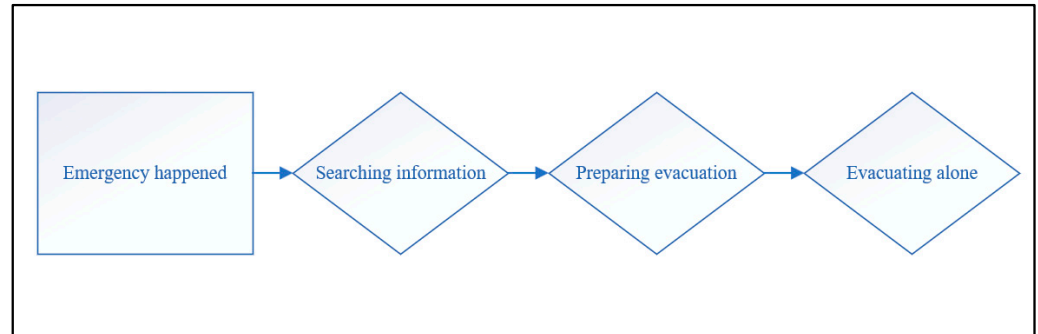 Emergency happened
Searching information
Preparing evacuation
Evacuating alone